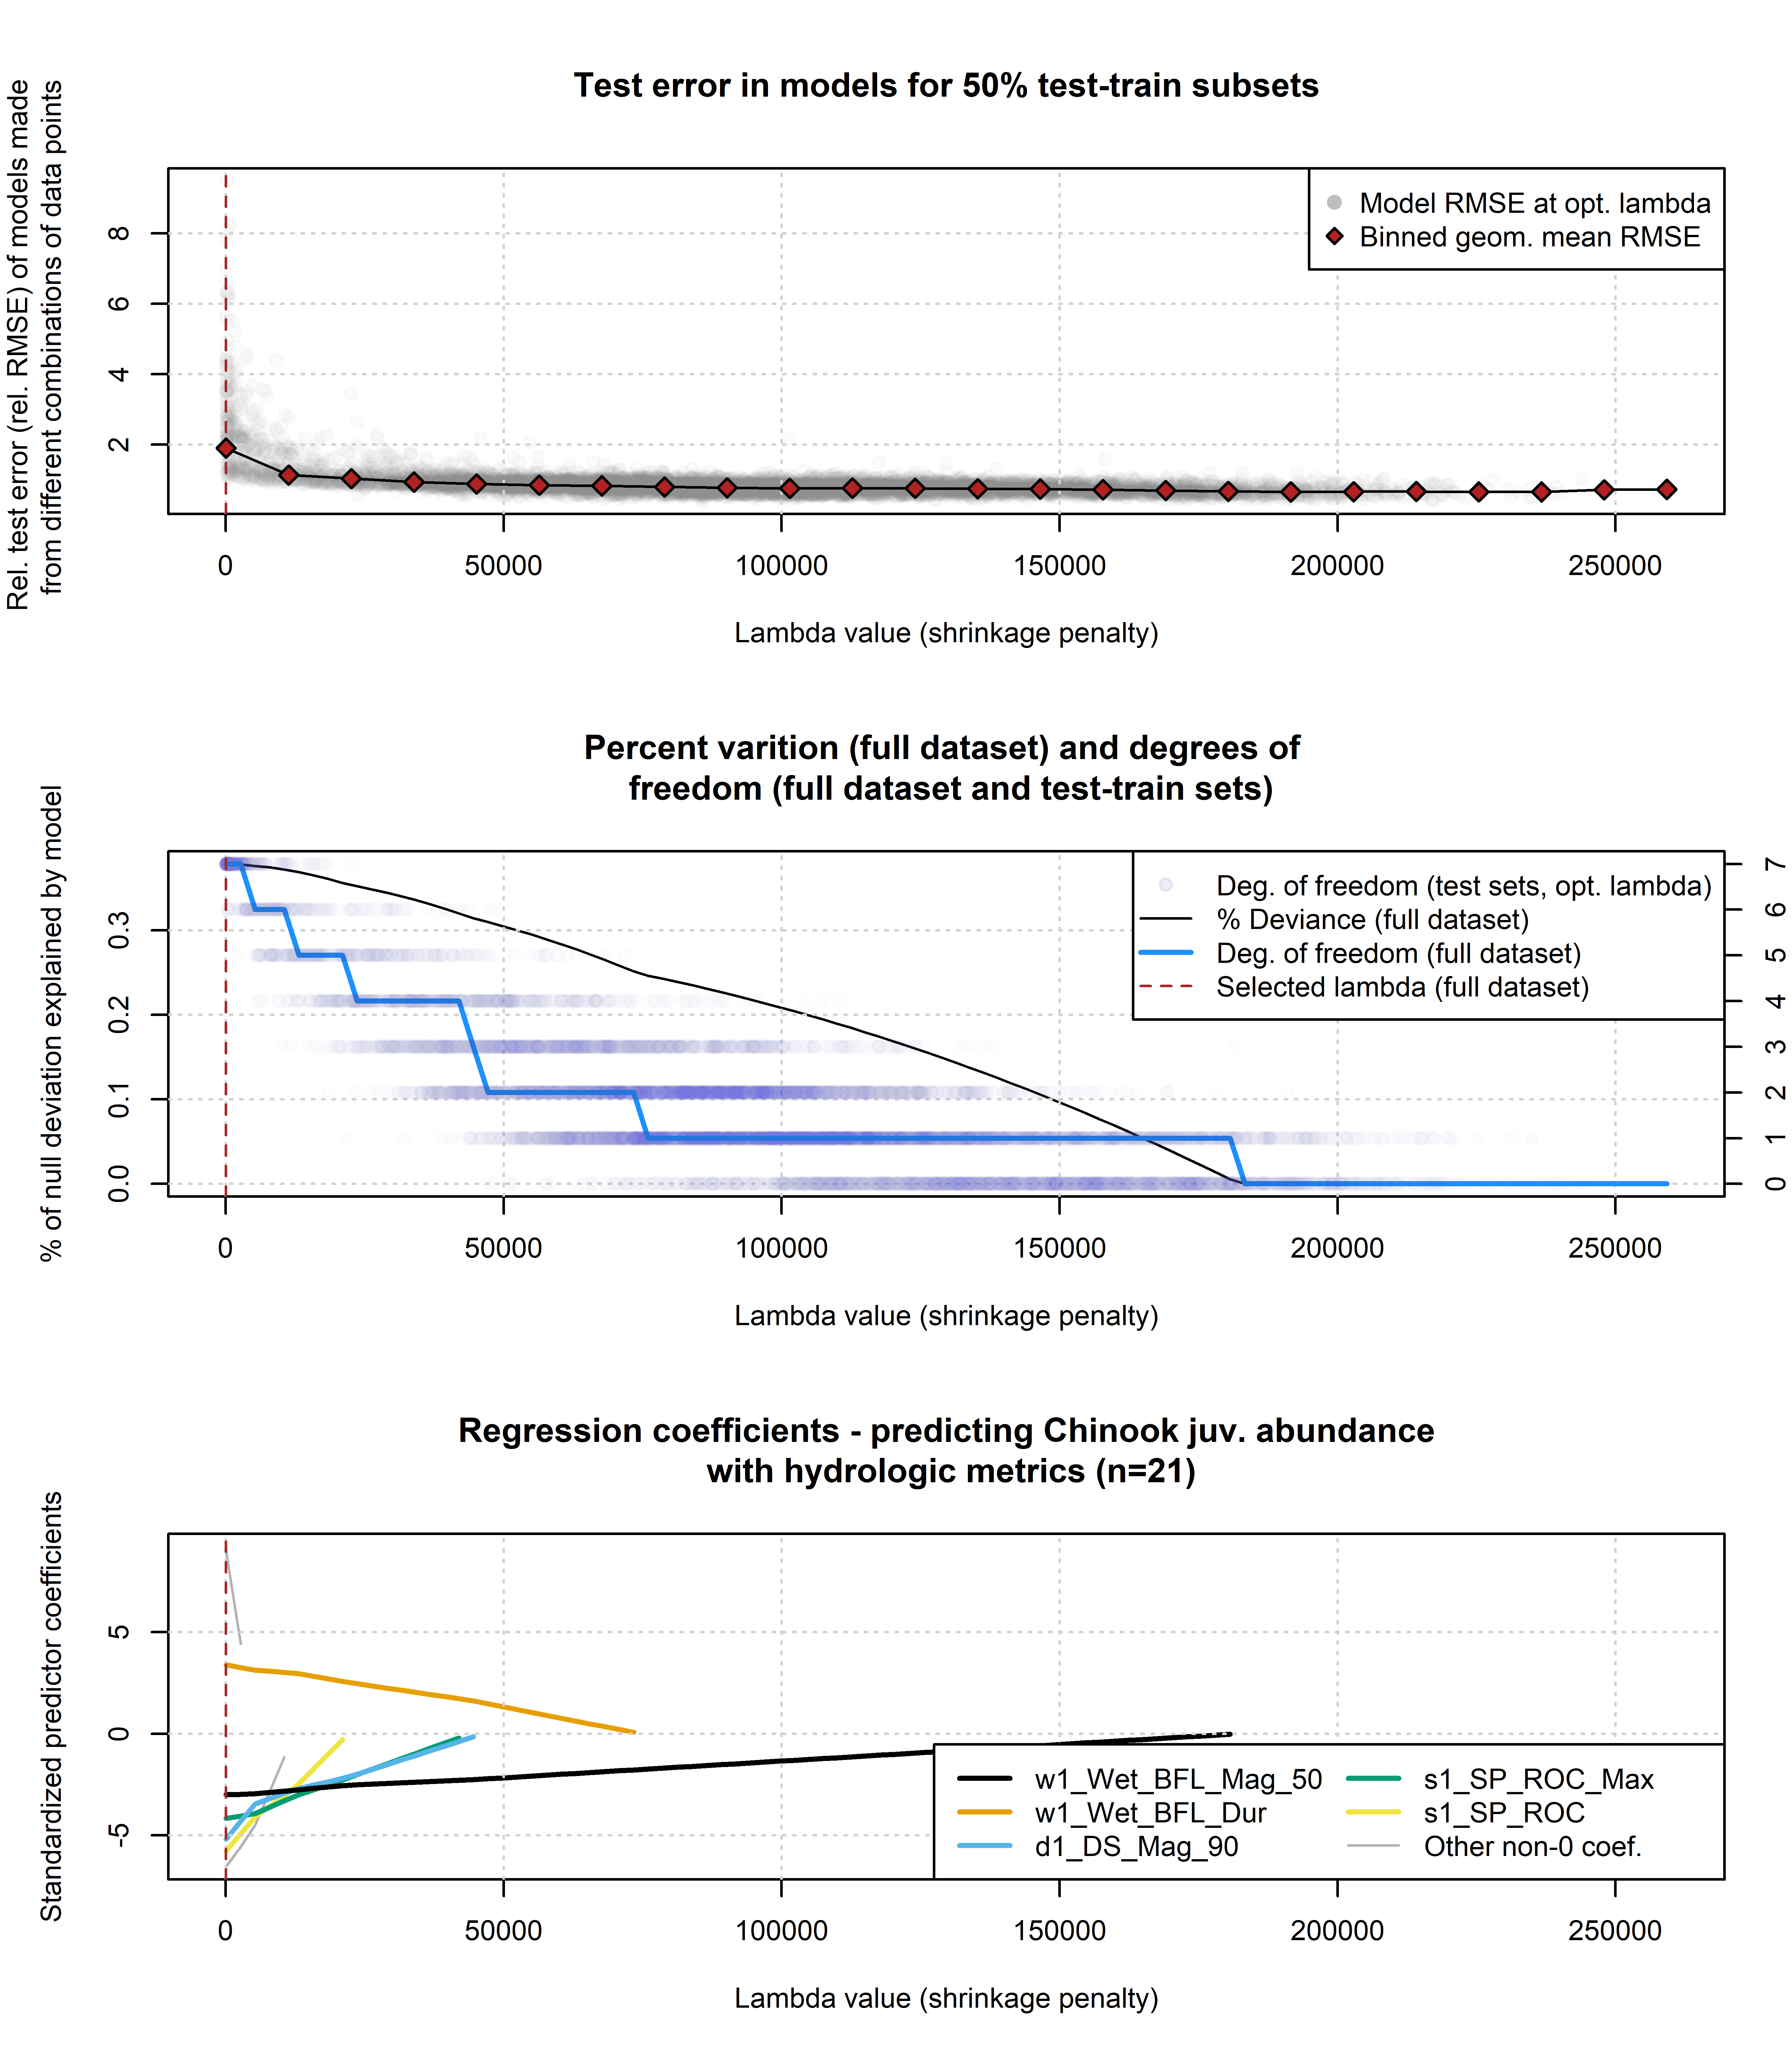 Test error in models for 50% test-train subsets
Rel. test error (rel. RMSE) of models made
from different combinations of data points
8
6
4
2
Model RMSE at opt. lambda
Binned geom. mean RMSE
0
50000
100000
150000
200000
250000
Lambda value (shrinkage penalty)
Percent varition (full dataset) and degrees of
freedom (full dataset and test-train sets)
% of null deviation explained by model
0.3
0.2
0.1
0.0
7
6
5
4
3
2
1
0
Deg. of freedom (test sets, opt. lambda)
% Deviance (full dataset)
Deg. of freedom (full dataset)
Selected lambda (full dataset)
0
50000
100000
150000
200000
250000
Lambda value (shrinkage penalty)
Regression coefficients - predicting Chinook juv. abundance
with hydrologic metrics (n=21)
Standardized predictor coefficients
5
0
-5
w1_Wet_BFL_Mag_50
w1_Wet_BFL_Dur
d1_DS_Mag_90
s1_SP_ROC_Max
s1_SP_ROC
Other non-0 coef.
0
50000
100000
150000
200000
250000
Lambda value (shrinkage penalty)